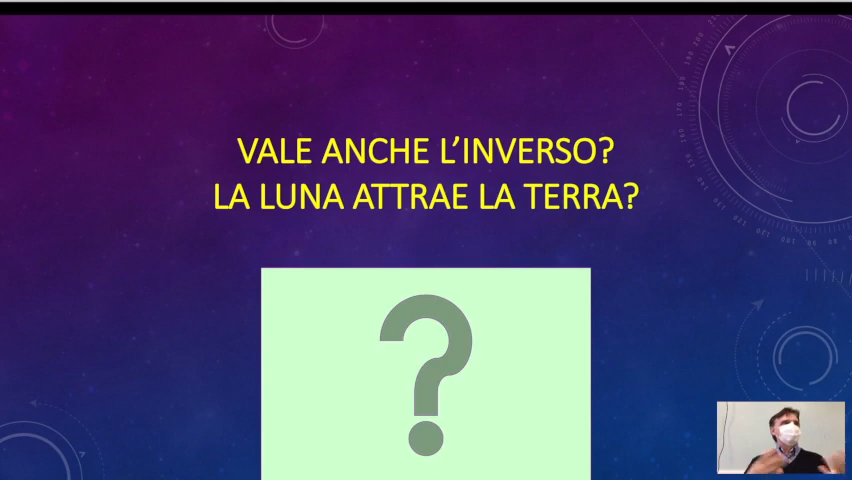 VALE ANCHE L'INVERSO?
LA LUNA ATTRAE LA TERRA?
?